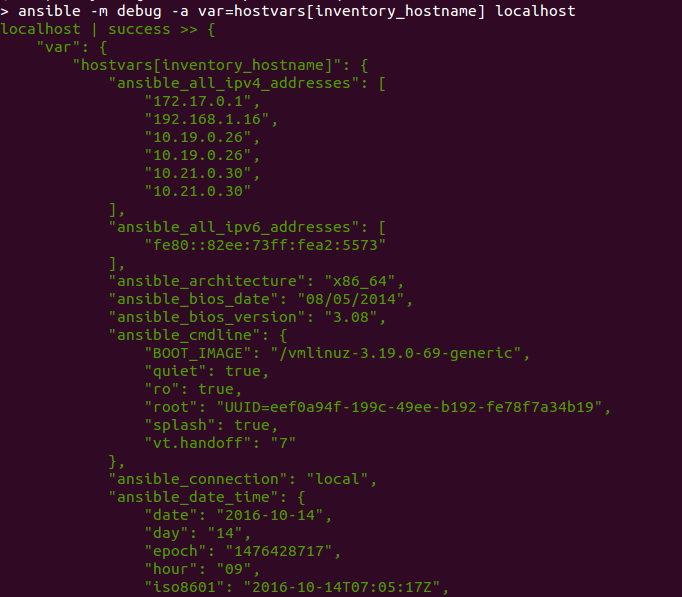 > ansible -m debug -a var=hostvars[inventory_hostname] localhost
localhost | success >> {
    "var": {
        "hostvars[inventory_hostname]": {
            "ansible_all_ipv4_addresses": [
                "172.17.0.1",
                "192.168.1.16",
                "10.19.0.26",
                "10.19.0.26",
                "10.21.0.30",
                "10.21.0.30"
            ],
            "ansible_all_ipv6_addresses": [
                "fe80::82ee:73ff:fea2:5573"
            ],
            "ansible_architecture": "x86_64",
            "ansible_bios_date": "08/05/2014",
            "ansible_bios_version": "3.08",
            "ansible_cmdline": {
                "BOOT_IMAGE": "/vmlinuz-3.19.0-69-generic",
                "quiet": true,
                "ro": true,
                "root": "UUID=eef0a94f-199c-49ee-b192-fe78f7a34b19",
                "splash": true,
                "vt.handoff": "7"
            },
            "ansible_connection": "local",
            "ansible_date_time": {
                "date": "2016-10-14",
                "day": "14",
                "epoch": "1476428717",
                "hour": "09",
                "iso8601": "2016-10-14T07:05:17Z",